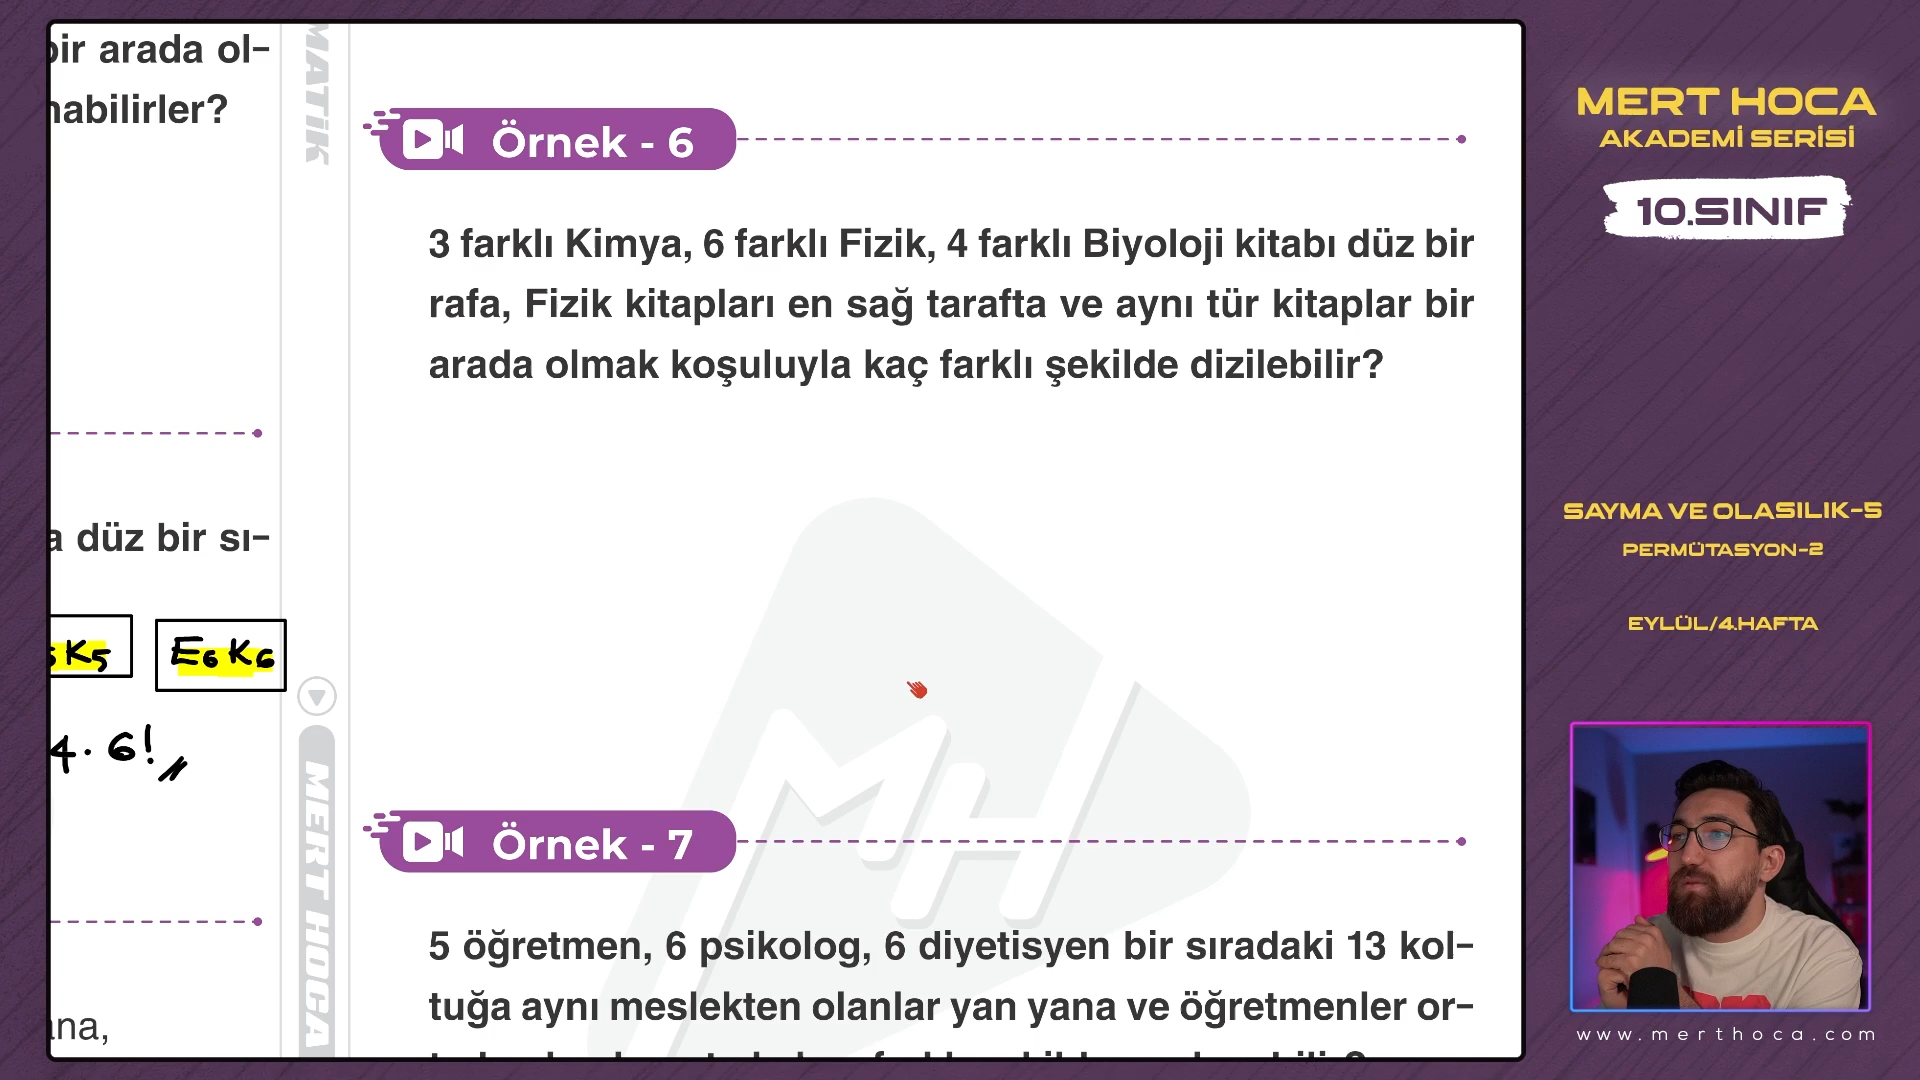 bir arada ol-
nabilirler?
a düz bir sı-
K5
E6 K6
4. 6!
ına,
MATİK
MERT HOCA
Örnek - 6
3 farklı Kimya, 6 farklı Fizik, 4 farklı Biyoloji kitabı düz bir
rafa, Fizik kitapları en sağ tarafta ve aynı tür kitaplar bir
arada olmak koşuluyla kaç farklı şekilde dizilebilir?
MH
Örnek - 7
5 öğretmen, 6 psikolog, 6 diyetisyen bir sıradaki 13 kol-
tuğa aynı meslekten olanlar yan yana ve öğretmenler or-
MERT HOCA
AKADEMİ SERİSİ
10.SINIF
SAYMA VE OLASILIK-5
PERMÜTASYON-2
EYLÜL/4.HAFTA
www.merthoca.com